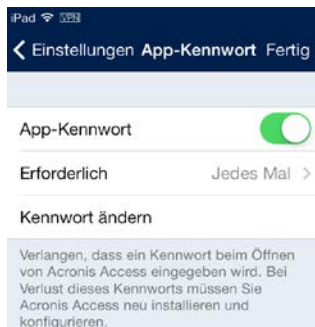 iPad VPN
Einstellungen App-Kennwort Fertig
App-Kennwort
Erforderlich Jedes Mal
Kennwort ändern
Verlangen, dass ein Kennwort beim Öffnen
von Acronis Access eingegeben wird. Bei
Verlust dieses Kennworts müssen Sie
Acronis Access neu installieren und
konfigurieren.